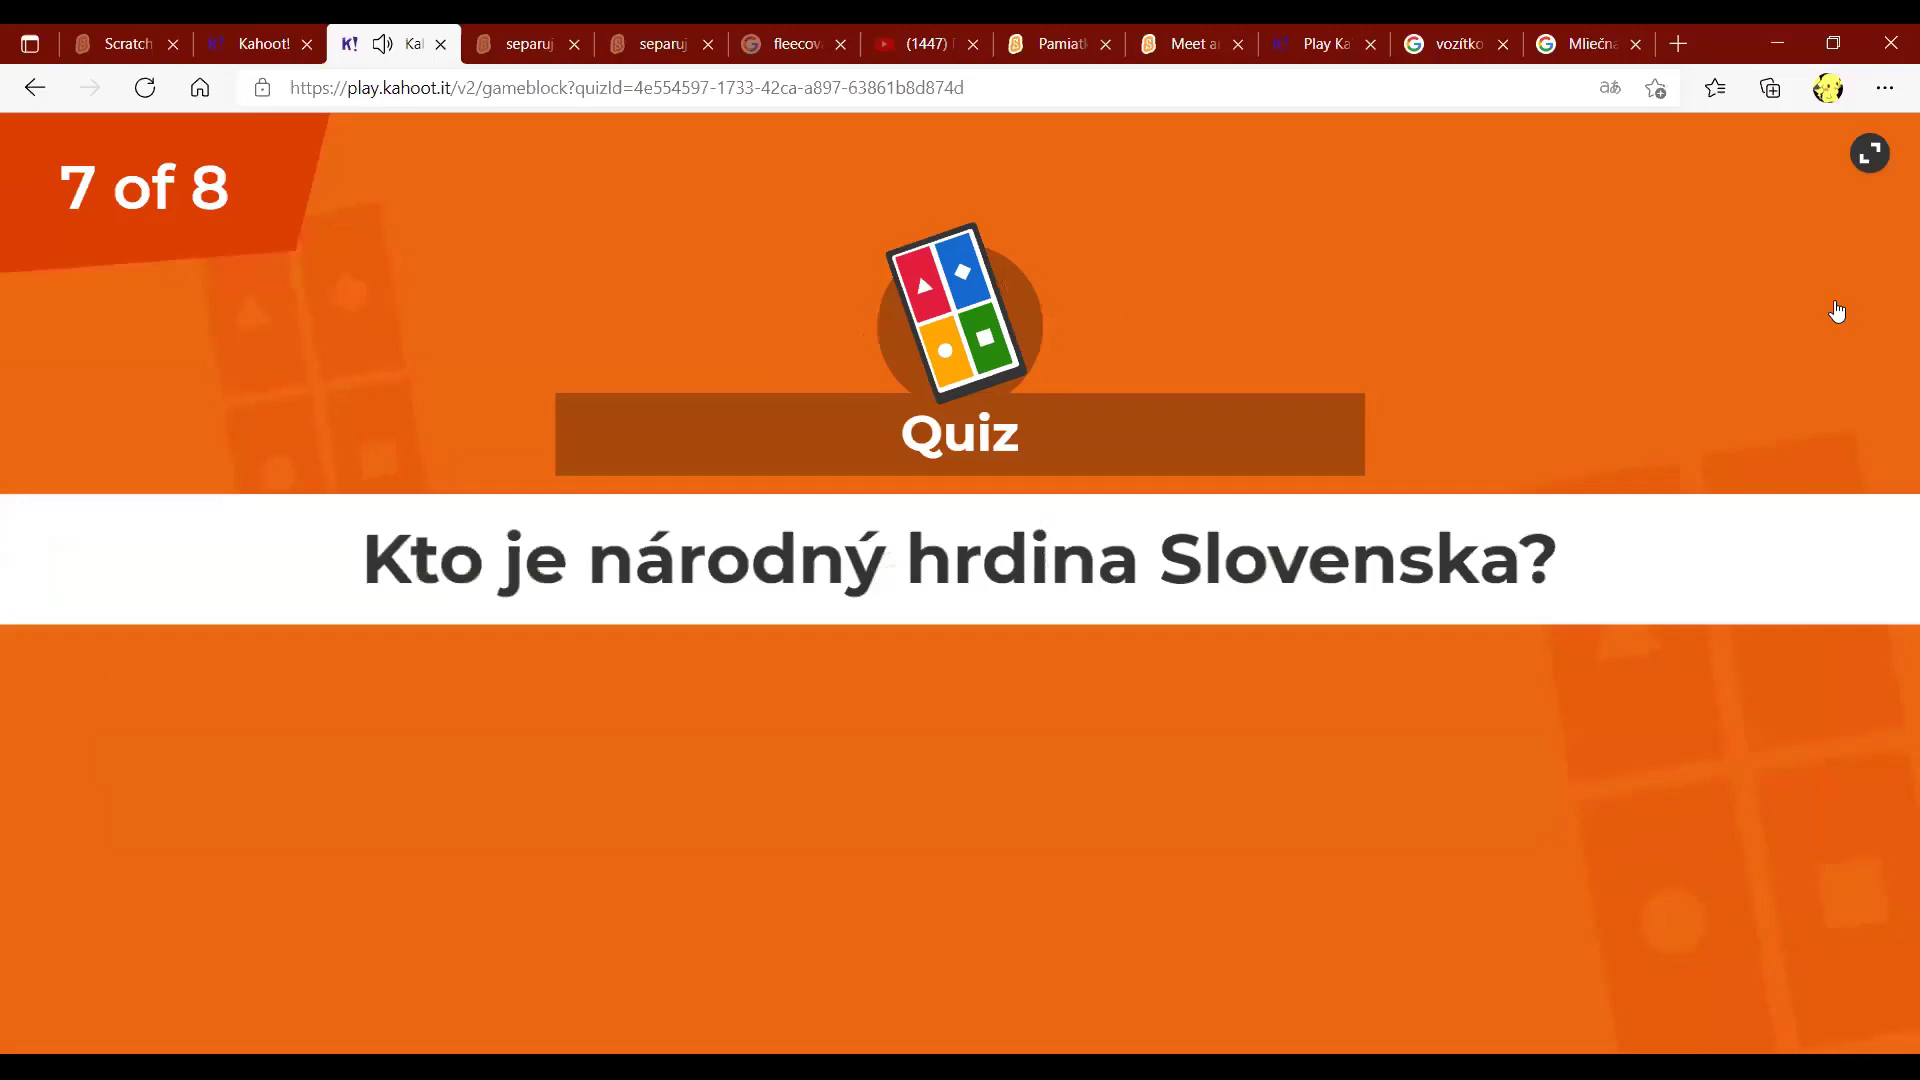 Scratch
Kahoot!
Kal
separuj
separuj
fleecov
(1447)
Pamiatk
Meet a
Play Ka
vozítko
Mliečna
https://play.kahoot.it/v2/gameblock?quizId=4e554597-1733-42ca-a897-63861b8d874d
7 of 8
Quiz
Kto je národný hrdina Slovenska?